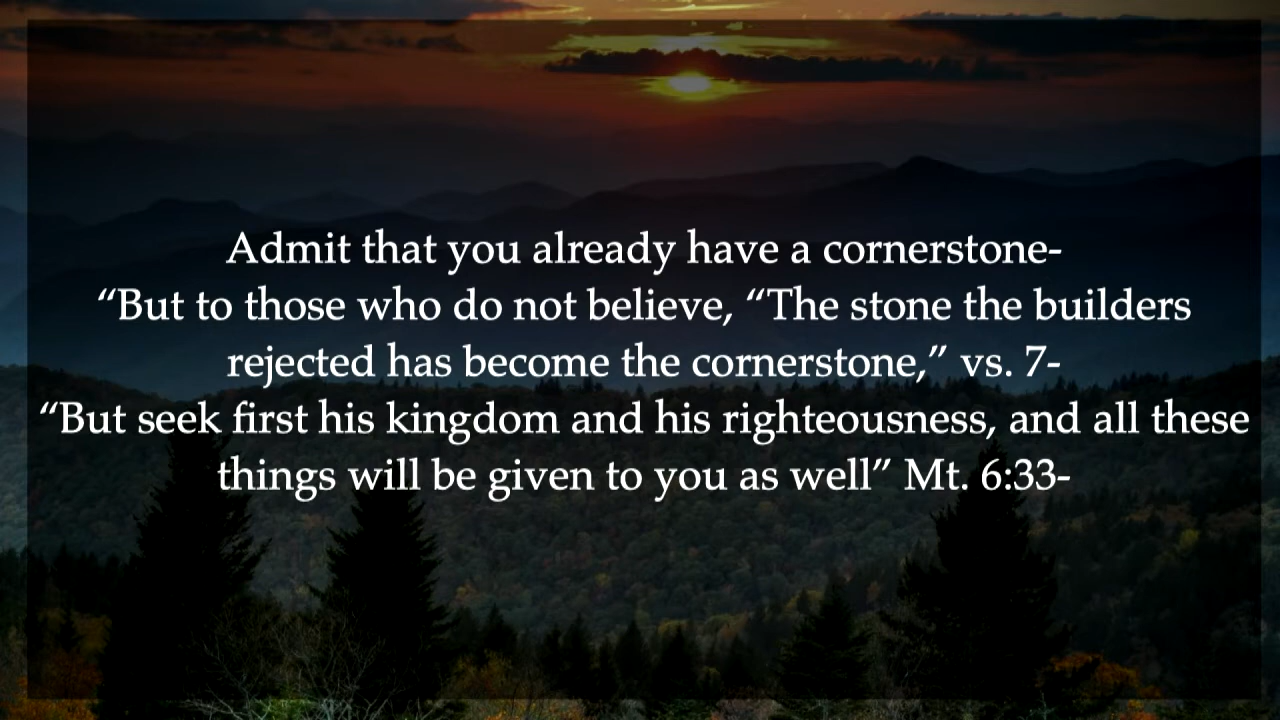 Admit that you already have a cornerstone-
“But to those who do not believe, “The stone the builders
rejected has become the cornerstone,” vs. 7-
“But seek first his kingdom and his righteousness, and all these
things will be given to you as well” Mt. 6:33-